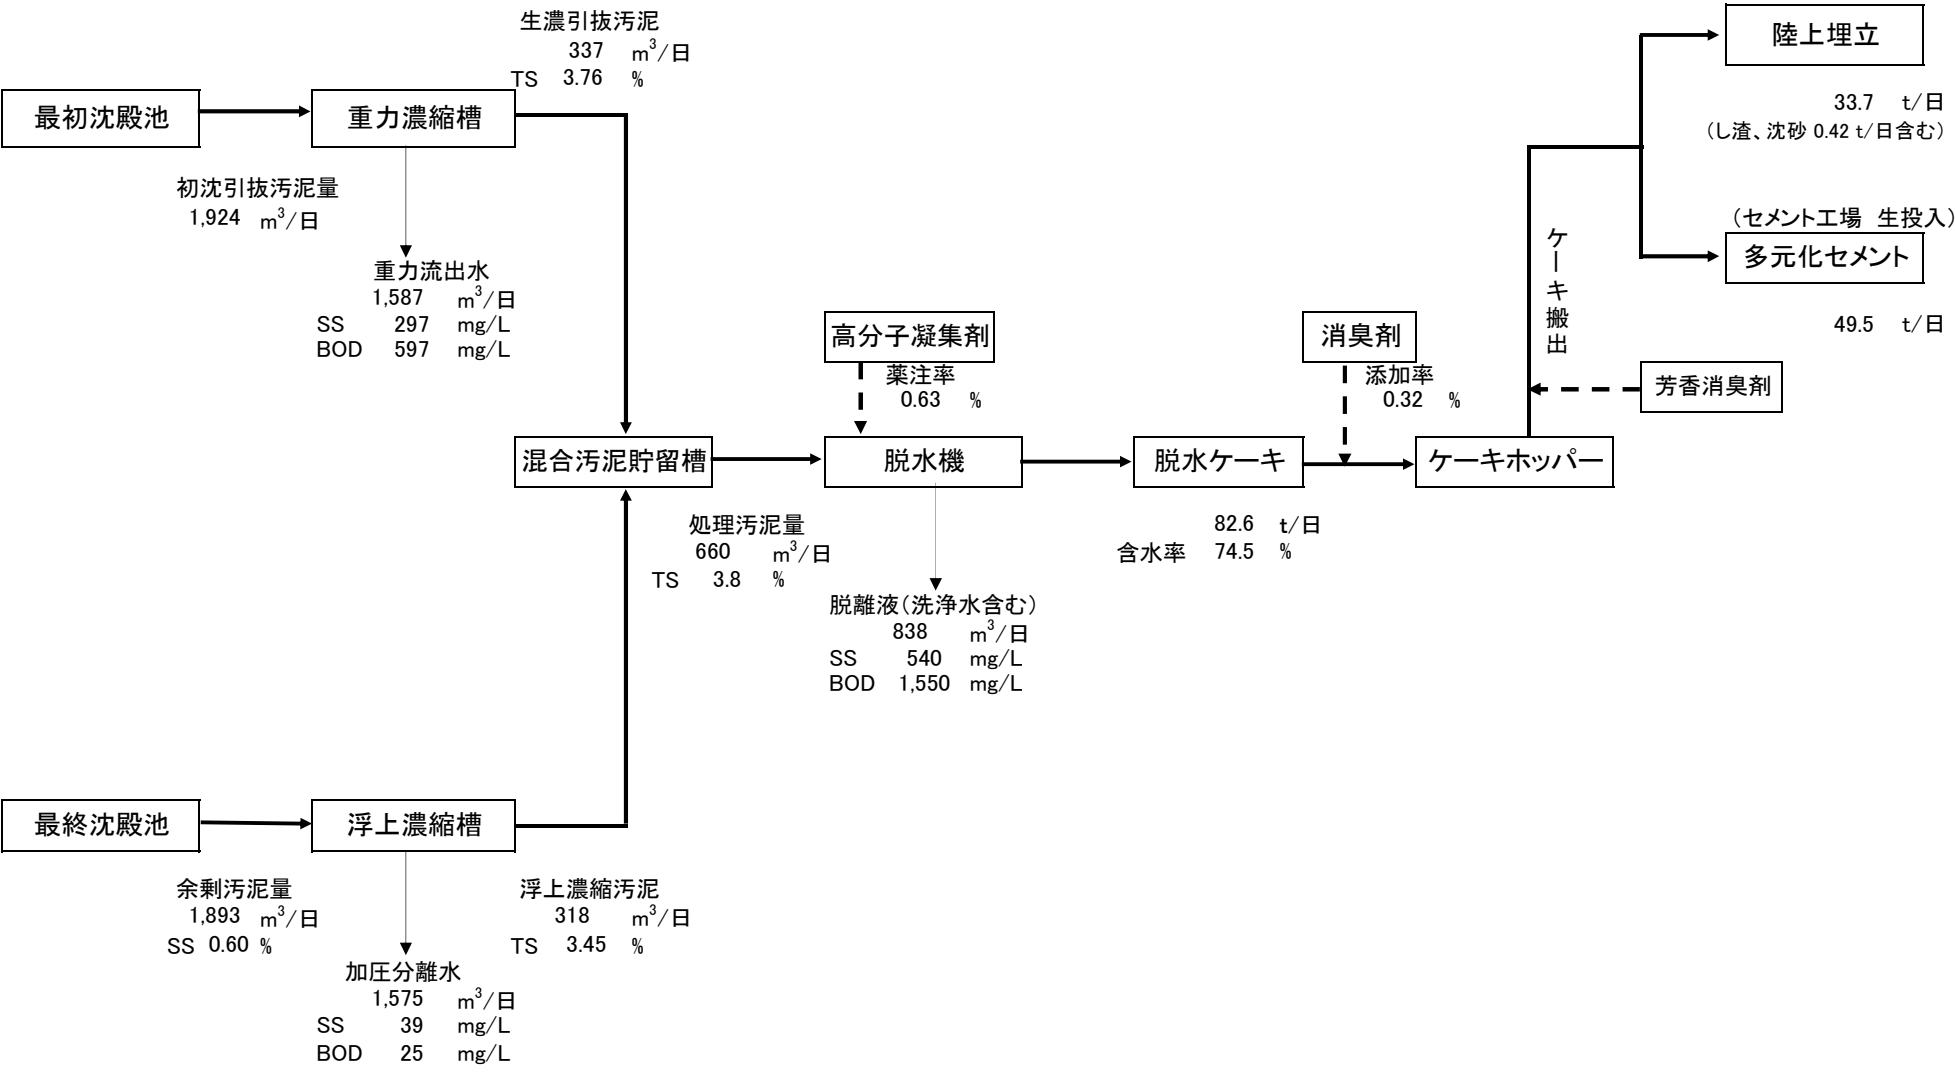 生濃引抜汚泥
337 m³/日
TS 3.76 %
最初沈殿池
重力濃縮槽
初沈引抜汚泥量
1,924 m³/日
重力流出水
1,587 m³/日
SS 297 mg/L
BOD 597 mg/L
陸上埋立
33.7 t/日
(し渣、沈砂 0.42 t/日含む)
(セメント工場 生投入)
多元化セメント
49.5 t/日
ケーキ搬出
芳香消臭剤
高分子凝集剤
薬注率
0.63 %
消臭剤
添加率
0.32 %
混合汚泥貯留槽
脱水機
脱水ケーキ
ケーキホッパー
処理汚泥量
660 m³/日
TS 3.8 %
82.6 t/日
含水率 74.5 %
脱離液(洗浄水含む)
838 m³/日
SS 540 mg/L
BOD 1,550 mg/L
最終沈殿池
浮上濃縮槽
余剰汚泥量
1,893 m³/日
SS 0.60 %
浮上濃縮汚泥
318 m³/日
TS 3.45 %
加圧分離水
1,575 m³/日
SS 39 mg/L
BOD 25 mg/L